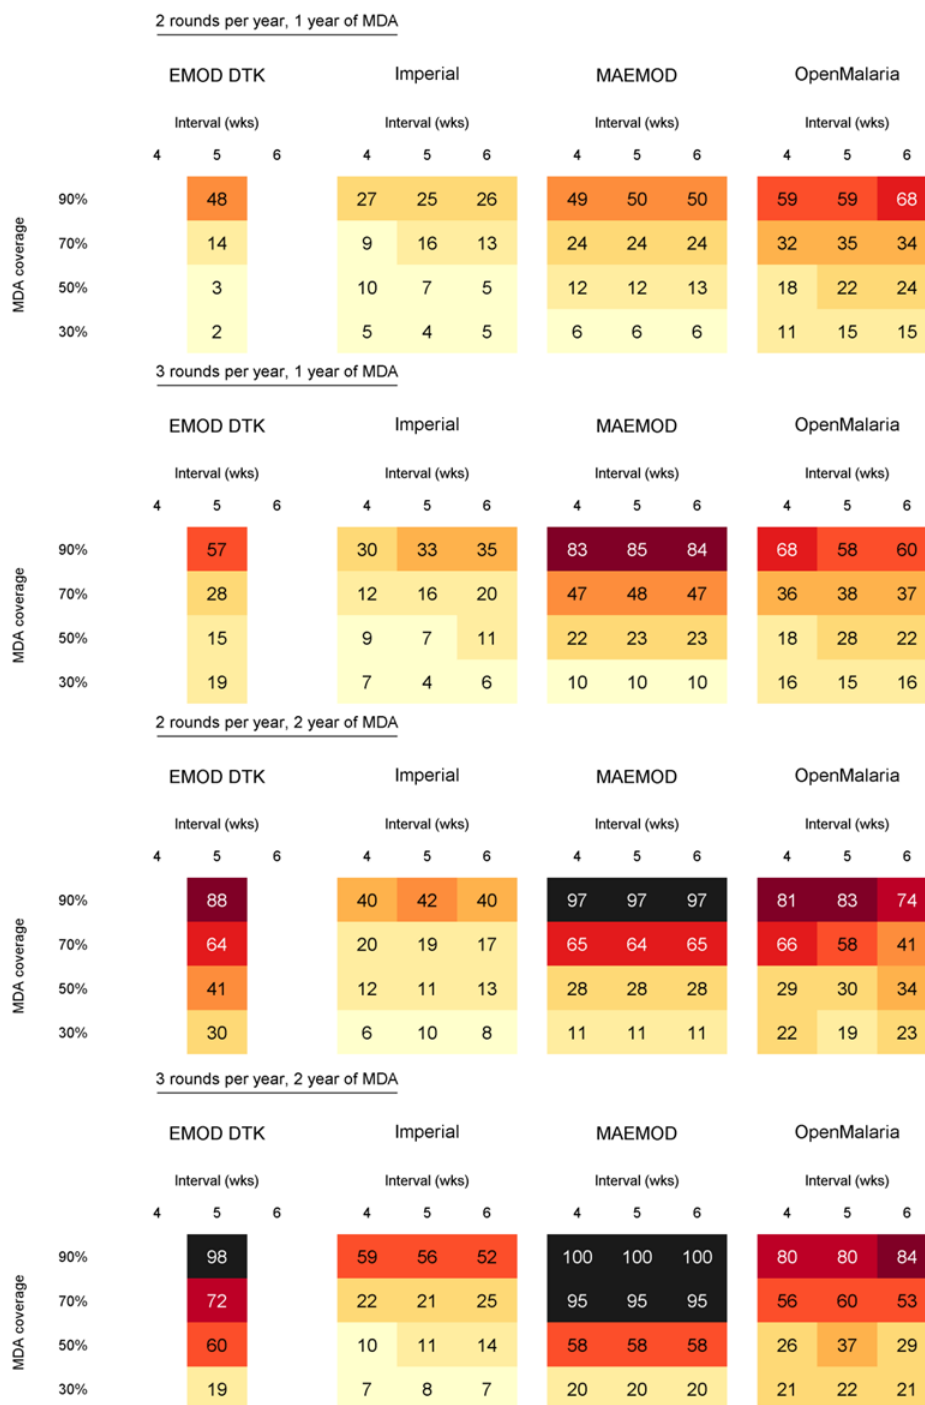 2 rounds per year, 1 year of MDA
EMOD DTK Imperial MAEMOD OpenMalaria
Interval (wks) Interval (wks) Interval (wks) Interval (wks)
4 5 6 4 5 6 4 5 6 4 5 6
MDA coverage
90% 48 27 25 26 49 50 50 59 59 68
70% 14 9 16 13 24 24 24 32 35 34
50% 3 10 7 5 12 12 13 18 22 24
30% 2 5 4 5 6 6 6 11 15 15
3 rounds per year, 1 year of MDA
EMOD DTK Imperial MAEMOD OpenMalaria
Interval (wks) Interval (wks) Interval (wks) Interval (wks)
4 5 6 4 5 6 4 5 6 4 5 6
MDA coverage
90% 57 30 33 35 83 85 84 68 58 60
70% 28 12 16 20 47 48 47 36 38 37
50% 15 9 7 11 22 23 23 18 28 22
30% 19 7 4 6 10 10 10 16 15 16
2 rounds per year, 2 year of MDA
EMOD DTK Imperial MAEMOD OpenMalaria
Interval (wks) Interval (wks) Interval (wks) Interval (wks)
4 5 6 4 5 6 4 5 6 4 5 6
MDA coverage
90% 88 40 42 40 97 97 97 81 83 74
70% 64 20 19 17 65 64 65 66 58 41
50% 41 12 11 13 28 28 28 29 30 34
30% 30 6 10 8 11 11 11 22 19 23
3 rounds per year, 2 year of MDA
EMOD DTK Imperial MAEMOD OpenMalaria
Interval (wks) Interval (wks) Interval (wks) Interval (wks)
4 5 6 4 5 6 4 5 6 4 5 6
MDA coverage
90% 98 59 56 52 100 100 100 80 80 84
70% 72 22 21 25 95 95 95 56 60 53
50% 60 10 11 14 58 58 58 26 37 29
30% 19 7 8 7 20 20 20 21 22 21